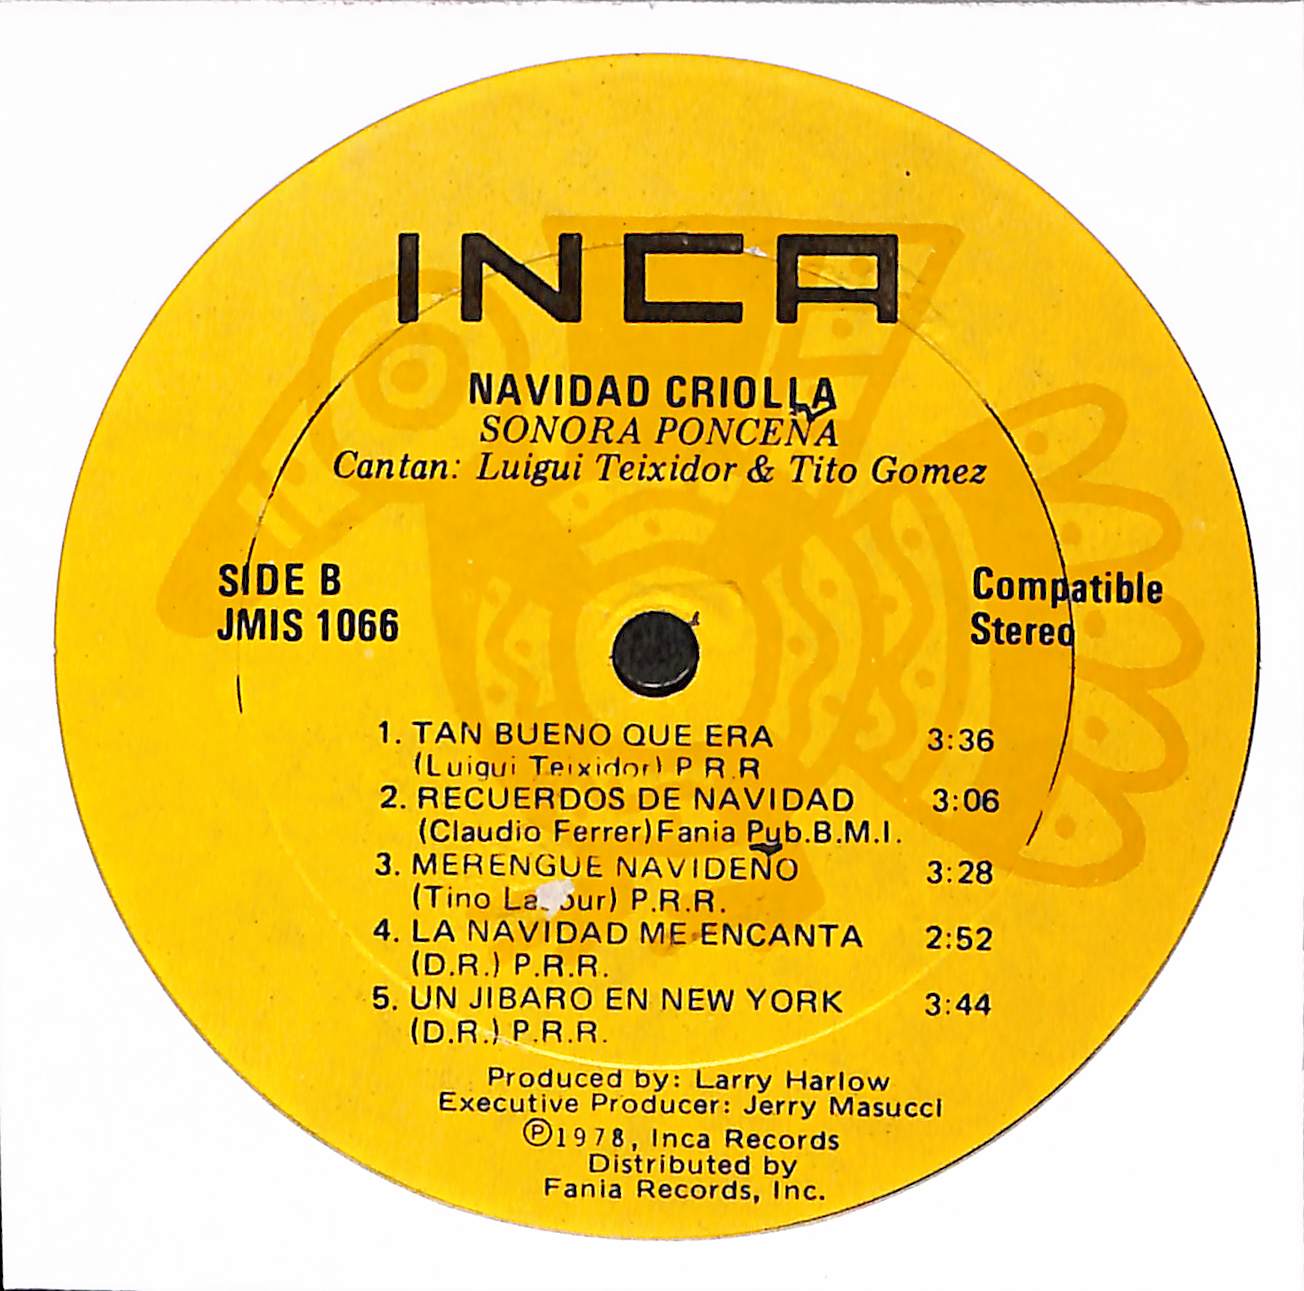 INCA
NAVIDAD CRIOLLA
SONORA PONCEÑA
Cantan: Luigui Teixidor & Tito Gomez
SIDE B
JMIS 1066
Compatible
Stereo
1. TAN BUENO QUE ERA 3:36
(Luigui Teixidor) P.R.R
2. RECUERDOS DE NAVIDAD 3:06
(Claudio Ferrer)Fania Pub.B.M.I.
3. MERENGUE NAVIDEÑO 3:28
(Tino) P.R.R.
4. LA NAVIDAD ME ENCANTA 2:52
(D.R.) P.R.R.
5. UN JIBARO EN NEW YORK 3:44
(D.R.) P.R.R.
Produced by: Larry Harlow
Executive Producer: Jerry Masucci
Ⓟ1978, Inca Records
Distributed by
Fania Records, Inc.